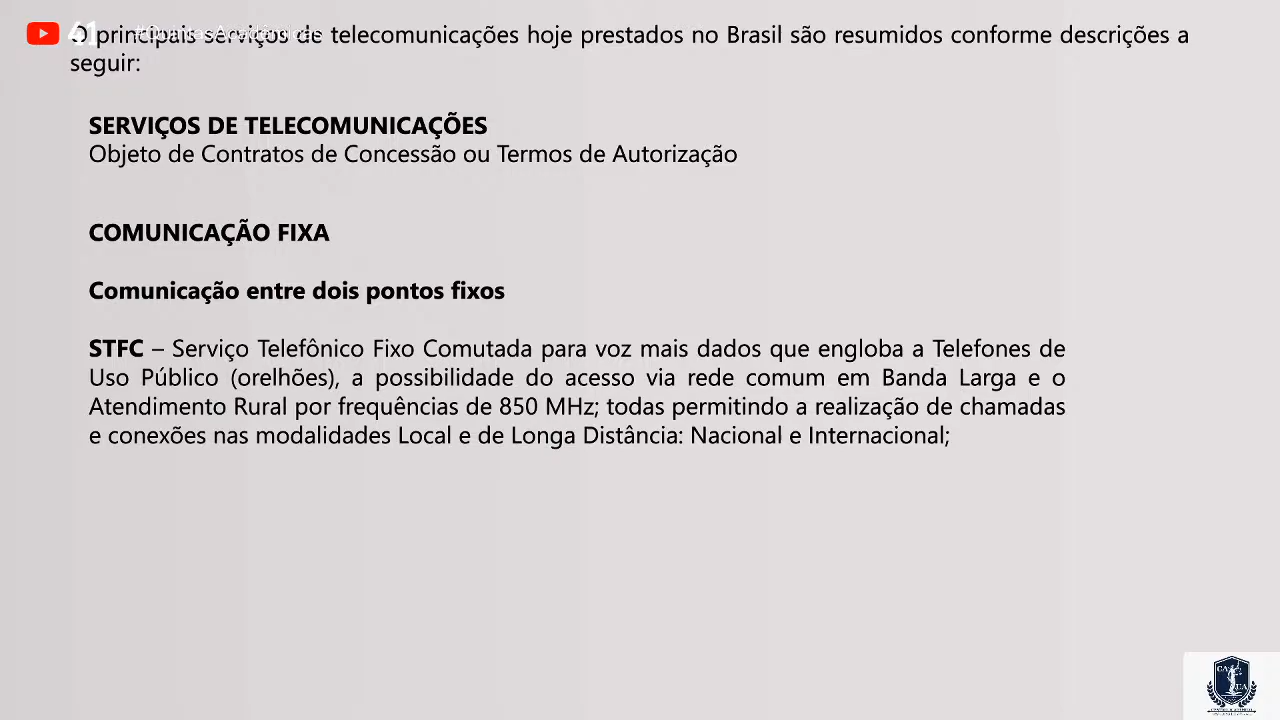 41 #QuintasAcadêmicas
O principais serviços de telecomunicações hoje prestados no Brasil são resumidos conforme descrições a
seguir:
SERVIÇOS DE TELECOMUNICAÇÕES
Objeto de Contratos de Concessão ou Termos de Autorização
COMUNICAÇÃO FIXA
Comunicação entre dois pontos fixos
STFC – Serviço Telefônico Fixo Comutada para voz mais dados que engloba a Telefones de
Uso Público (orelhões), a possibilidade do acesso via rede comum em Banda Larga e o
Atendimento Rural por frequências de 850 MHz; todas permitindo a realização de chamadas
e conexões nas modalidades Local e de Longa Distância: Nacional e Internacional;